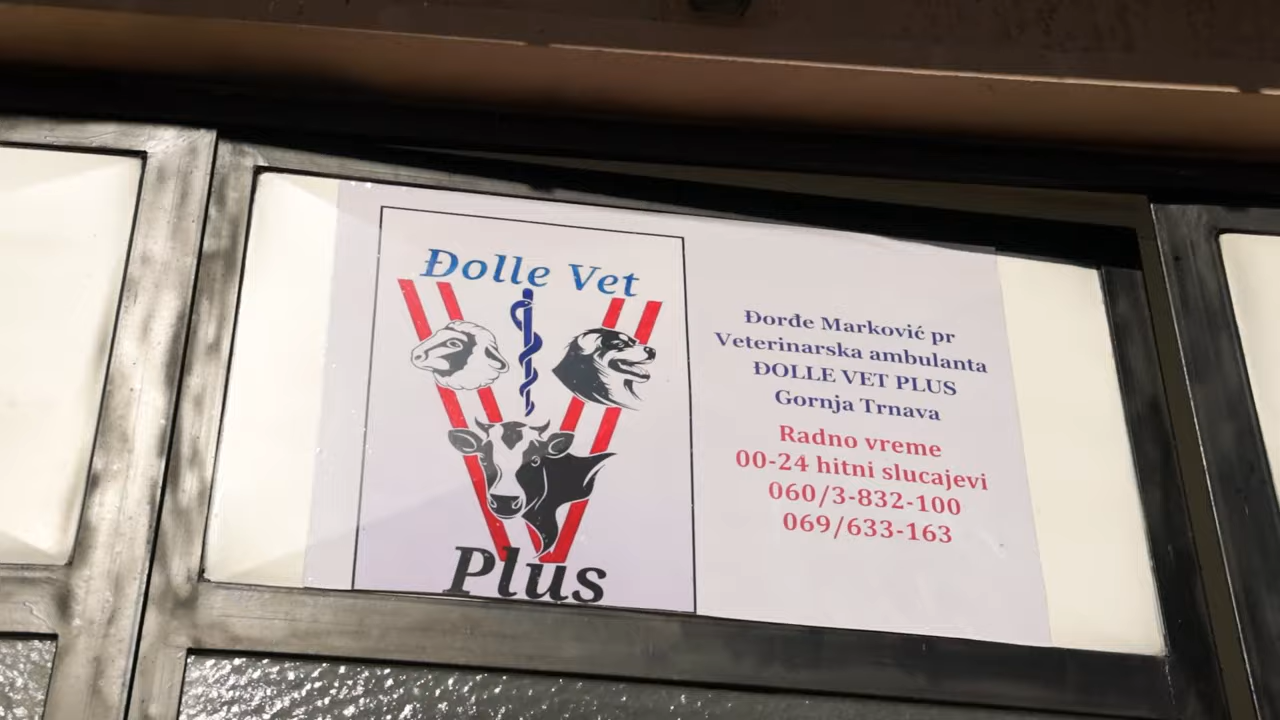 Đolle Vet
Plus
Đorđe Marković pr
Veterinarska ambulanta
ĐOLLE VET PLUS
Gornja Trnava
Radno vreme
00-24 hitni slucajevi
060/3-832-100
069/633-163